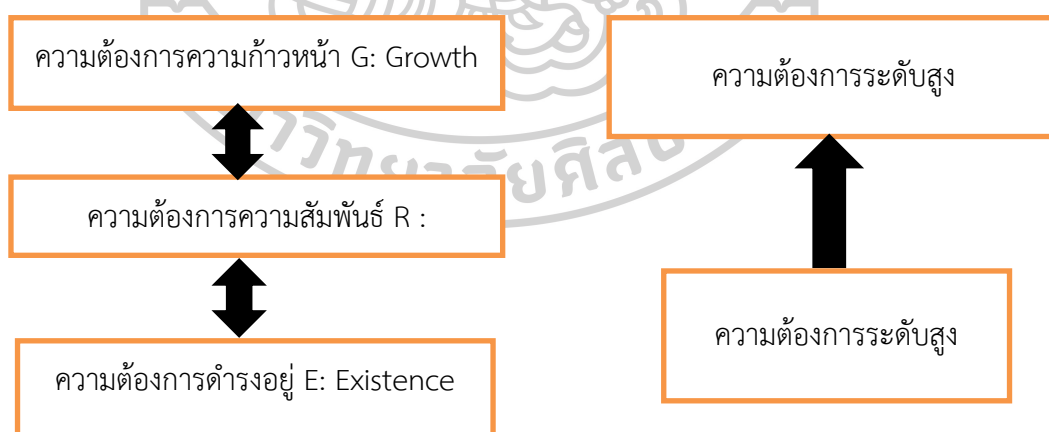 ความต้องการความก้าวหน้า G: Growth
ความต้องการระดับสูง
ความต้องการความสัมพันธ์ R :
ความต้องการระดับสูง
ความต้องการดำรงอยู่ E: Existence